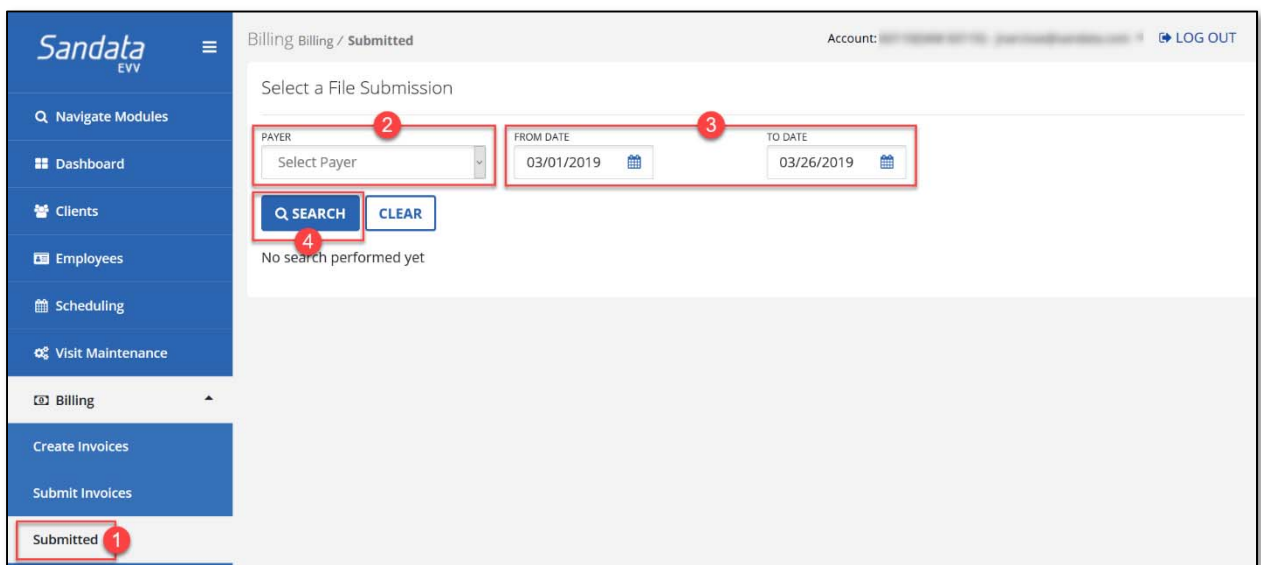 Sandata
EVV
Navigate Modules
Dashboard
Clients
Employees
Scheduling
Visit Maintenance
Billing
Create Invoices
Submit Invoices
Submitted 1
Billing Billing / Submitted
Account:
LOG OUT
Select a File Submission
2
3
PAYER FROM DATE TO DATE
Select Payer 03/01/2019 03/26/2019
SEARCH CLEAR
4
No search performed yet